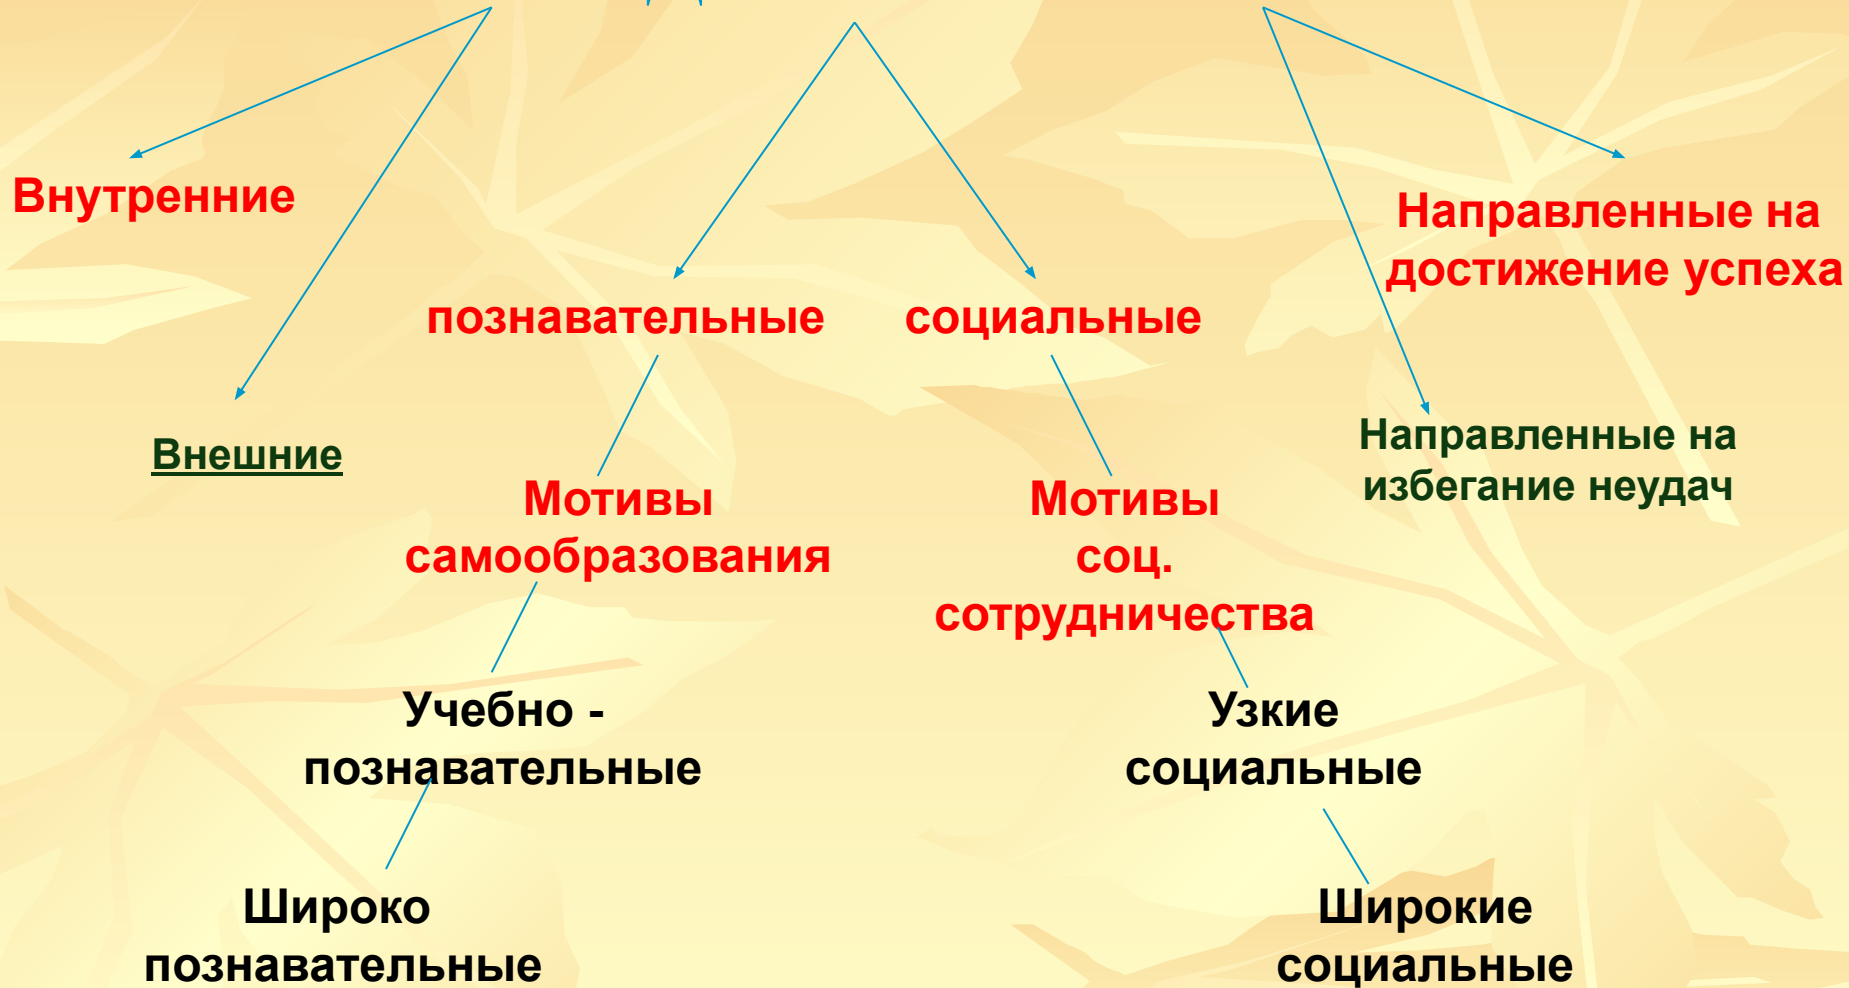 Внутренние
Направленные на
достижение успеха
познавательные
социальные
Внешние
Направленные на
избегание неудач
Мотивы
самообразования
Мотивы
соц.
сотрудничества
Учебно -
познавательные
Узкие
социальные
Широко
познавательные
Широкие
социальные